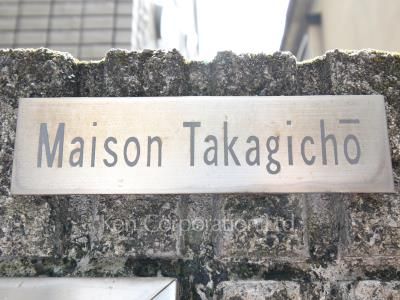 Maison Takagichō
Ken Corporation Ltd